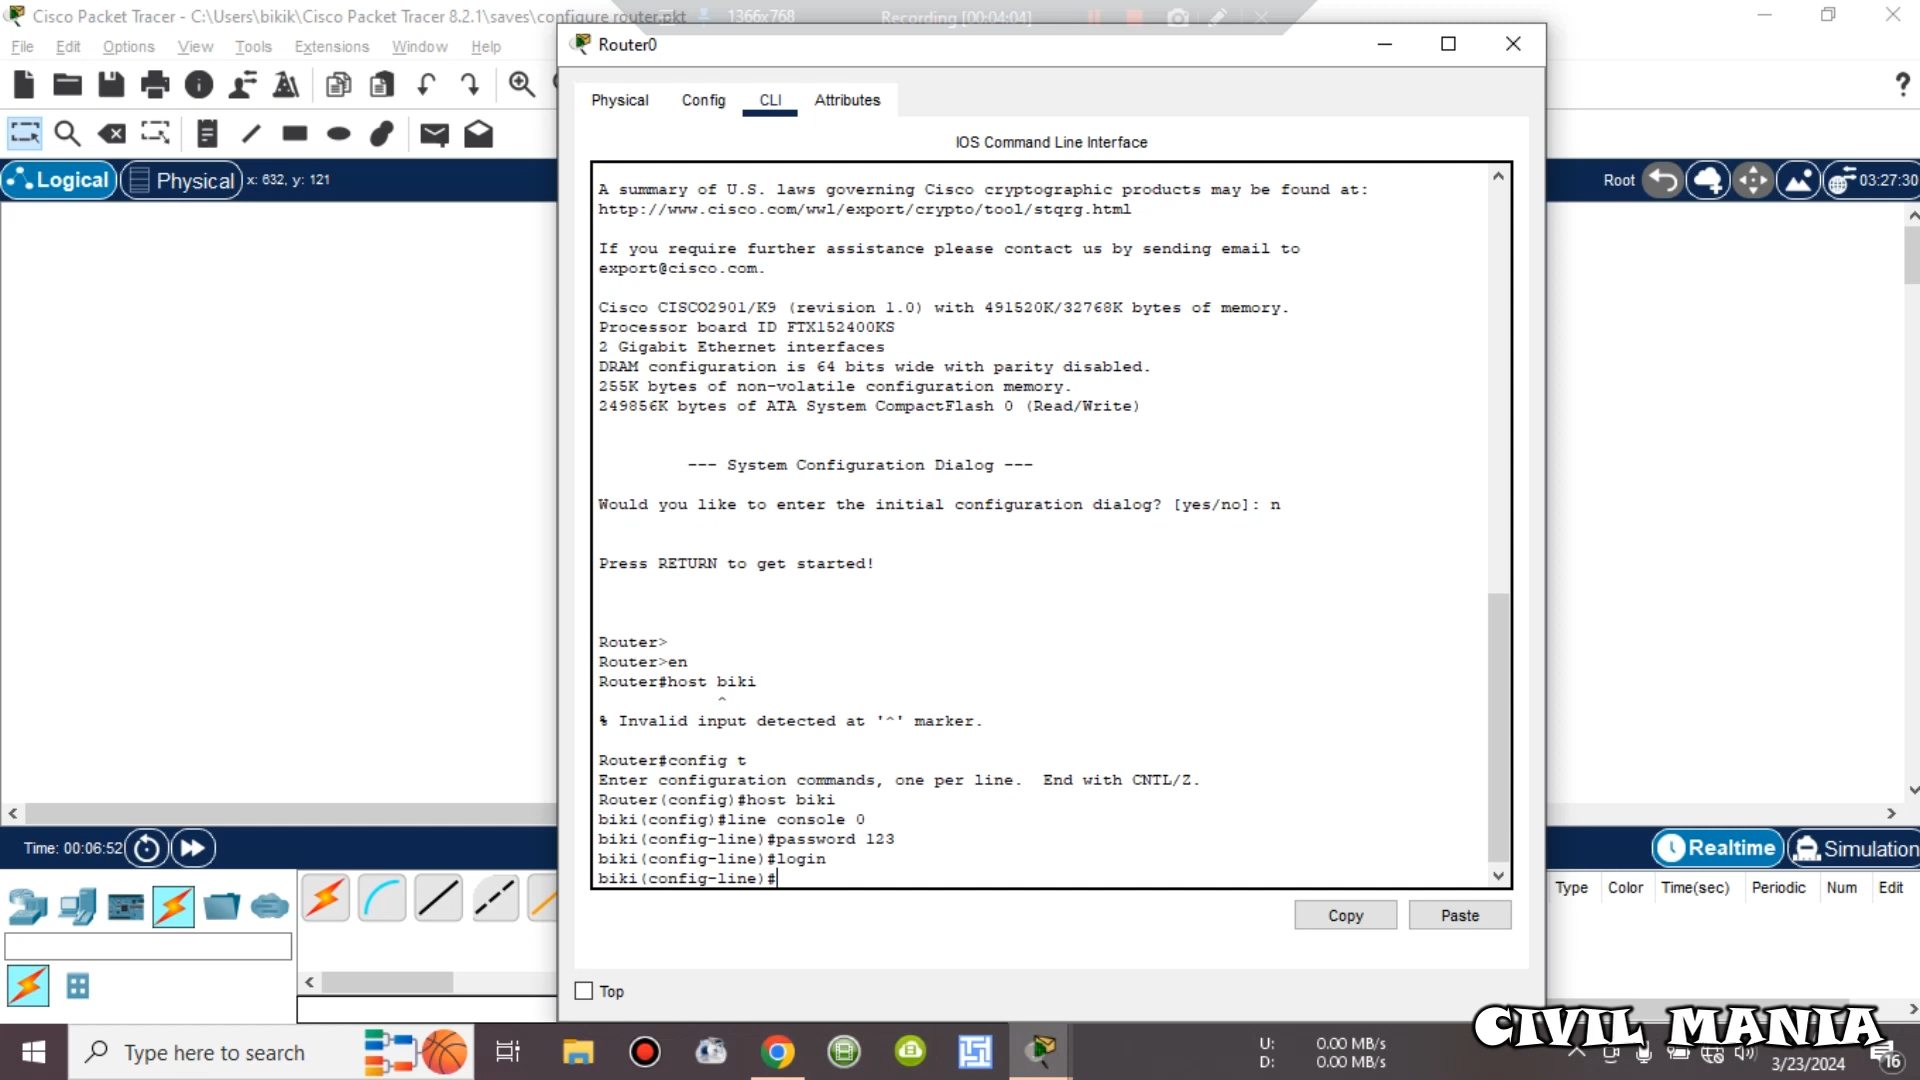 Cisco Packet Tracer - C:\Users\bikik\Cisco Packet Tracer 8.2.1\saves\configure router.pkt
1366x768
Recording [00:04:04]
File Edit Options View Tools Extensions Window Help
Router0
Physical Config CLI Attributes
IOS Command Line Interface
Logical
Physical
x: 632, y: 121
Root
03:27:30
A summary of U.S. laws governing Cisco cryptographic products may be found at:
http://www.cisco.com/wwl/export/crypto/tool/stqrg.html
If you require further assistance please contact us by sending email to
export@cisco.com.
Cisco CISCO2901/K9 (revision 1.0) with 491520K/32768K bytes of memory.
Processor board ID FTX152400KS
2 Gigabit Ethernet interfaces
DRAM configuration is 64 bits wide with parity disabled.
255K bytes of non-volatile configuration memory.
249856K bytes of ATA System CompactFlash 0 (Read/Write)
--- System Configuration Dialog ---
Would you like to enter the initial configuration dialog? [yes/no]: n
Press RETURN to get started!
Router>
Router>en
Router#host biki
^
% Invalid input detected at '^' marker.
Router#config t
Enter configuration commands, one per line.  End with CNTL/Z.
Router(config)#host biki
biki(config)#line console 0
biki(config-line)#password 123
biki(config-line)#login
biki(config-line)#
Copy
Paste
Top
Time: 00:06:52
Realtime
Simulation
Type Color Time(sec) Periodic Num Edit
CIVIL MANIA
Type here to search
U: 0.00 MB/s
D: 0.00 MB/s
3/23/2024
16